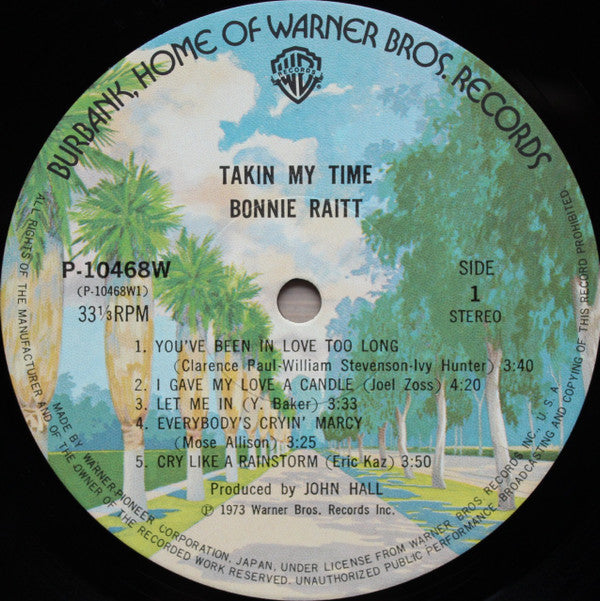 BURBANK, HOME OF WARNER BROS. RECORDS
RECORDS
TAKIN MY TIME
BONNIE RAITT
P-10468W
(P-10468W1)
33⅓RPM
SIDE
1
STEREO
1. YOU'VE BEEN IN LOVE TOO LONG
(Clarence Paul-William Stevenson-Ivy Hunter) 3:40
2. I GAVE MY LOVE A CANDLE (Joel Zoss) 4:20
3. LET ME IN (Y. Baker) 3:33
4. EVERYBODY'S CRYIN' MARCY
(Mose Allison) 3:25
5. CRY LIKE A RAINSTORM (Eric Kaz) 3:50
Produced by JOHN HALL
℗ 1973 Warner Bros. Records Inc.
MADE BY WARNER-PIONEER CORPORATION, JAPAN, UNDER LICENSE FROM WARNER BROS. RECORDS INC., U.S.A.
ALL RIGHTS OF THE MANUFACTURER AND OF THE OWNER OF THE RECORDED WORK RESERVED. UNAUTHORIZED PUBLIC PERFORMANCE, BROADCASTING AND COPYING OF THIS RECORD PROHIBITED